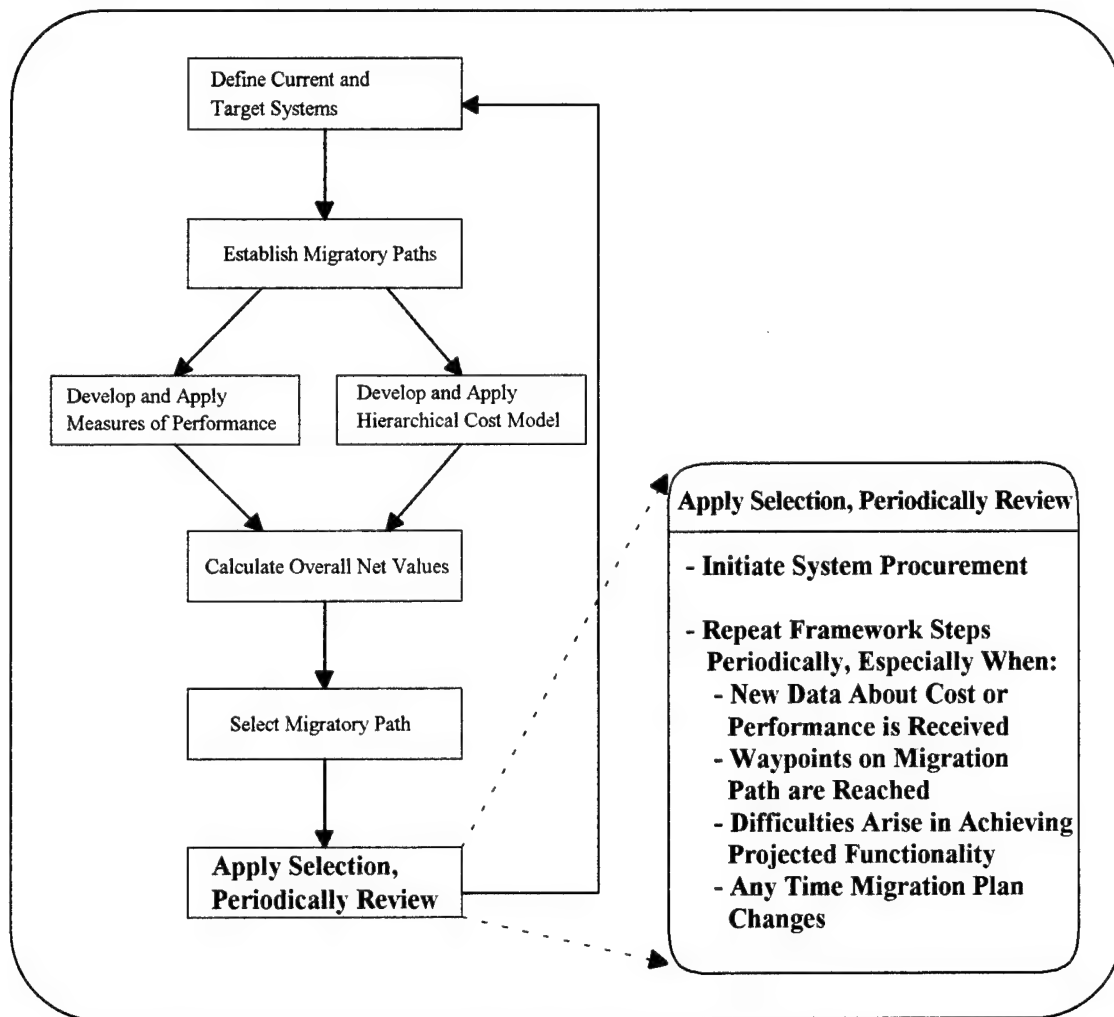 Define Current and
Target Systems
Establish Migratory Paths
Develop and Apply
Measures of Performance
Develop and Apply
Hierarchical Cost Model
Calculate Overall Net Values
Select Migratory Path
Apply Selection,
Periodically Review
Apply Selection, Periodically Review
- Initiate System Procurement
- Repeat Framework Steps
Periodically, Especially When:
- New Data About Cost or
Performance is Received
- Waypoints on Migration
Path are Reached
- Difficulties Arise in Achieving
Projected Functionality
- Any Time Migration Plan
Changes